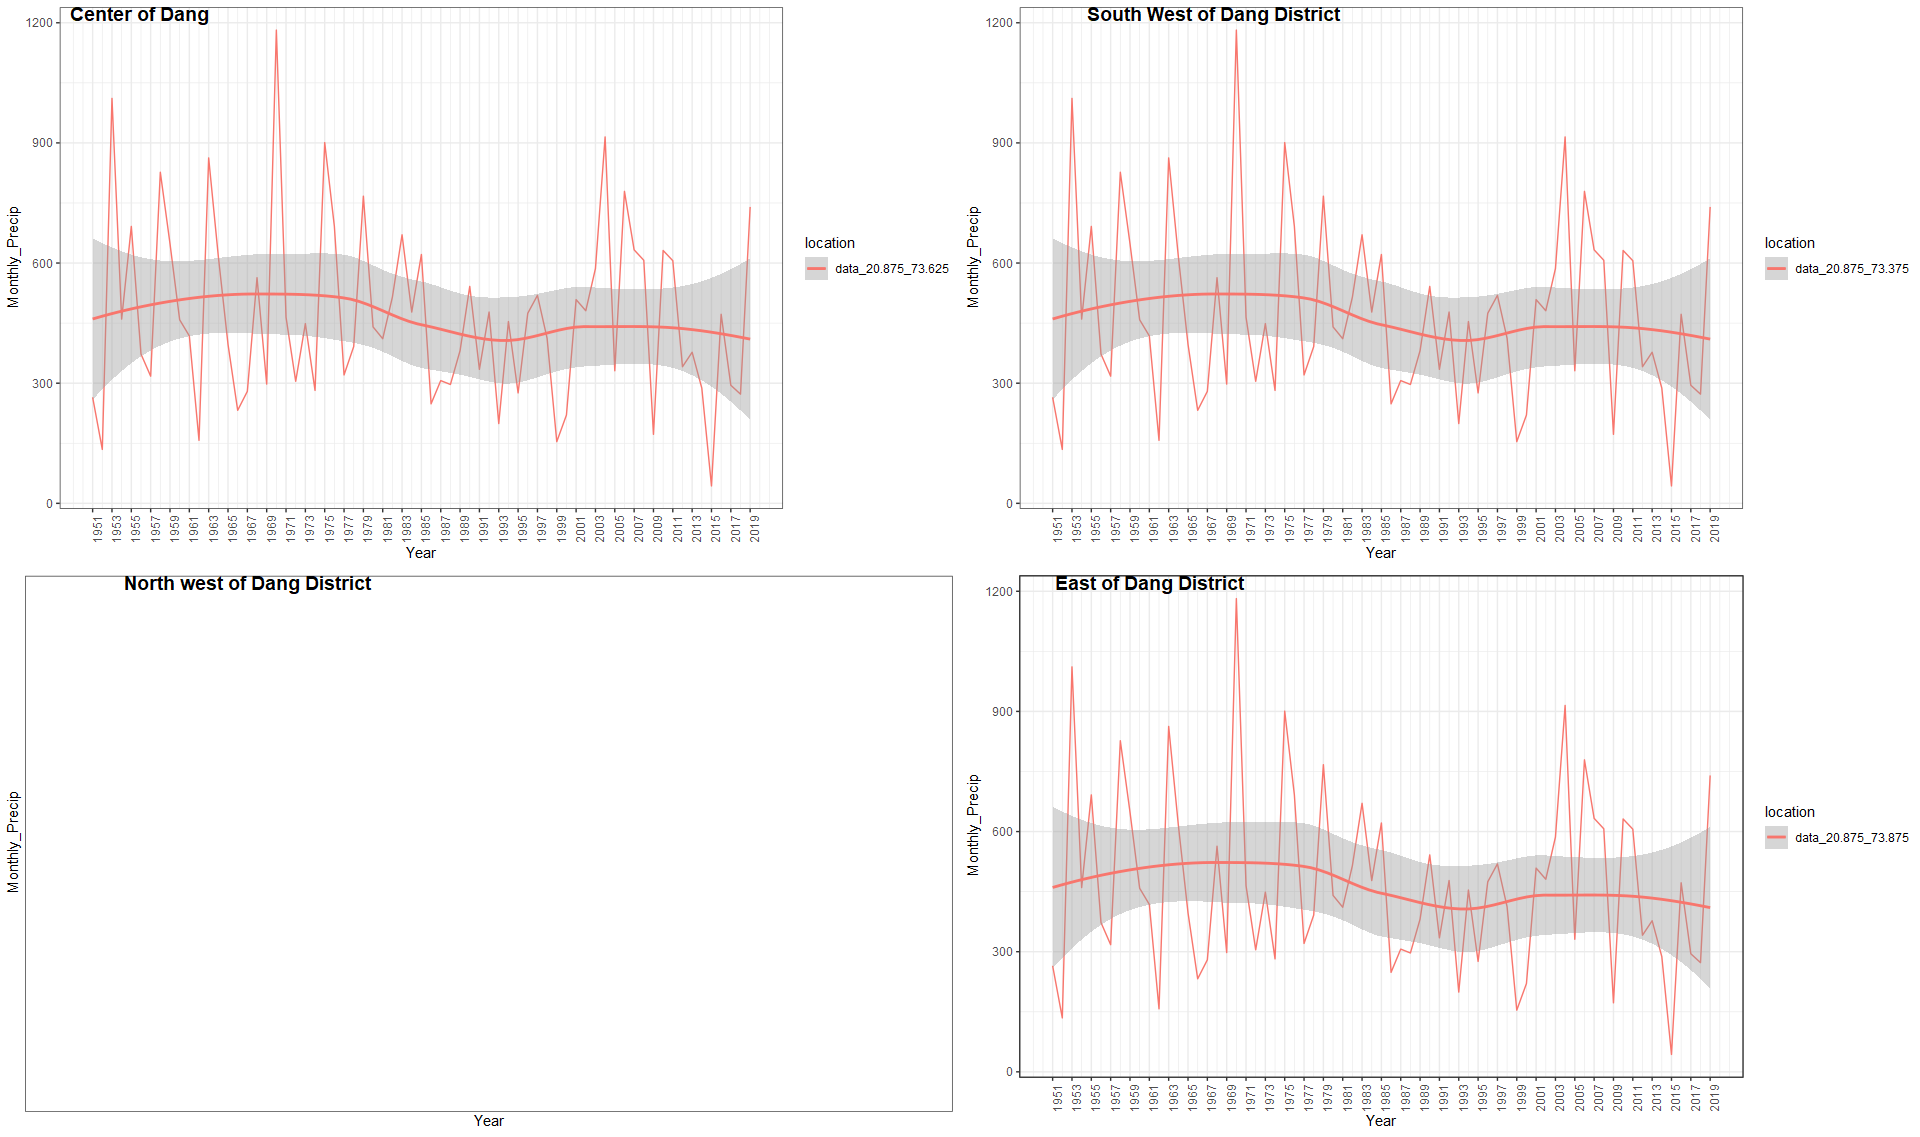 Center of Dang
1200
900
600
300
0
Monthly_Precip
1951 1953 1955 1957 1959 1961 1963 1965 1967 1969 1971 1973 1975 1977 1979 1981 1983 1985 1987 1989 1991 1993 1995 1997 1999 2001 2003 2005 2007 2009 2011 2013 2015 2017 2019
Year
location
data_20.875_73.625
South West of Dang District
1200
900
600
300
0
Monthly_Precip
1951 1953 1955 1957 1959 1961 1963 1965 1967 1969 1971 1973 1975 1977 1979 1981 1983 1985 1987 1989 1991 1993 1995 1997 1999 2001 2003 2005 2007 2009 2011 2013 2015 2017 2019
Year
location
data_20.875_73.375
North west of Dang District
Monthly_Precip
Year
East of Dang District
1200
900
600
300
0
Monthly_Precip
1951 1953 1955 1957 1959 1961 1963 1965 1967 1969 1971 1973 1975 1977 1979 1981 1983 1985 1987 1989 1991 1993 1995 1997 1999 2001 2003 2005 2007 2009 2011 2013 2015 2017 2019
Year
location
data_20.875_73.875